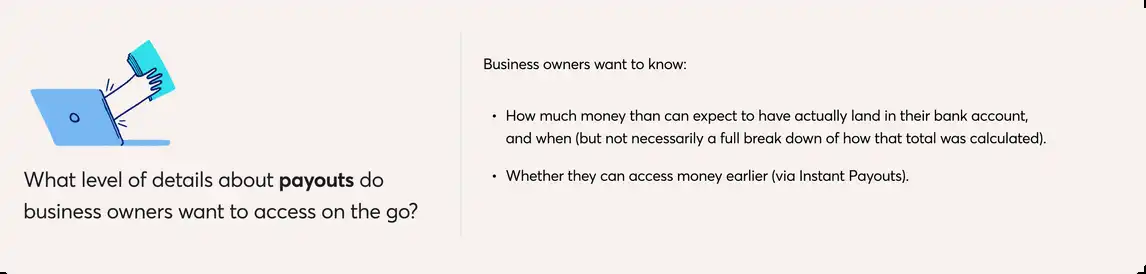 What level of details about payouts do
business owners want to access on the go?
Business owners want to know:
• How much money than can expect to have actually land in their bank account,
and when (but not necessarily a full break down of how that total was calculated).
• Whether they can access money earlier (via Instant Payouts).